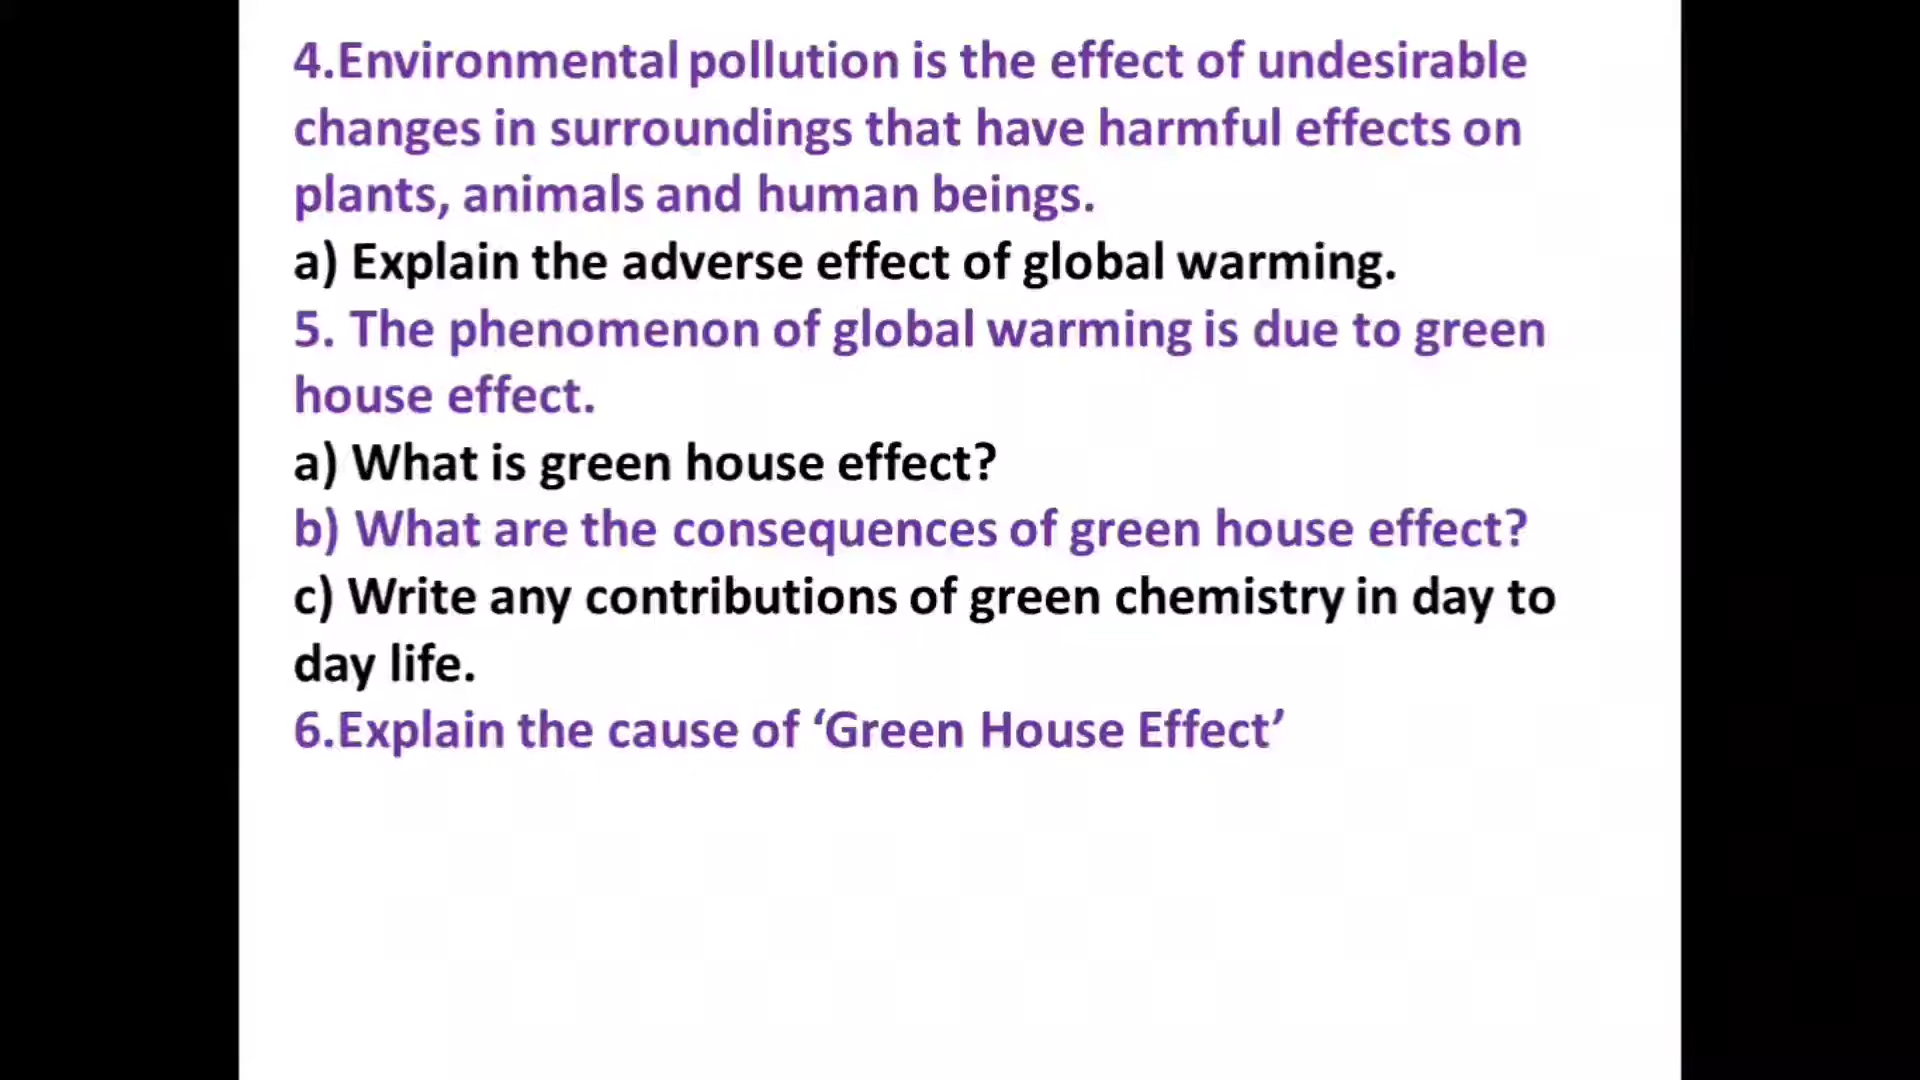 4.Environmental pollution is the effect of undesirable
changes in surroundings that have harmful effects on
plants, animals and human beings.
a) Explain the adverse effect of global warming.
5. The phenomenon of global warming is due to green
house effect.
a) What is green house effect?
b) What are the consequences of green house effect?
c) Write any contributions of green chemistry in day to
day life.
6.Explain the cause of ‘Green House Effect’